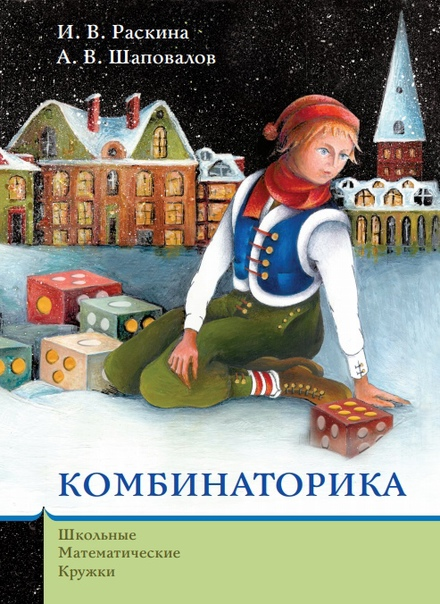 И. В. Раскина
А. В. Шаповалов
КОМБИНАТОРИКА
Школьные
Математические
Кружки